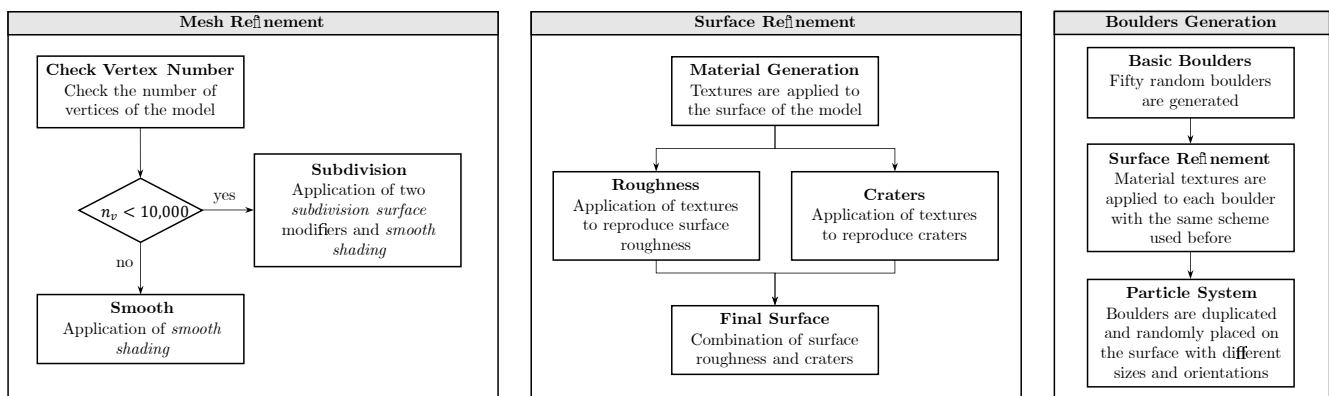 Mesh Refinement
Check Vertex Number
Check the number of
vertices of the model
n_v < 10,000
yes
Subdivision
Application of two
subdivision surface
modifiers and smooth
shading
no
Smooth
Application of smooth
shading
Surface Refinement
Material Generation
Textures are applied to
the surface of the model
Roughness
Application of textures
to reproduce surface
roughness
Craters
Application of textures
to reproduce craters
Final Surface
Combination of surface
roughness and craters
Boulders Generation
Basic Boulders
Fifty random boulders
are generated
Surface Refinement
Material textures are
applied to each boulder
with the same scheme
used before
Particle System
Boulders are duplicated
and randomly placed on
the surface with different
sizes and orientations